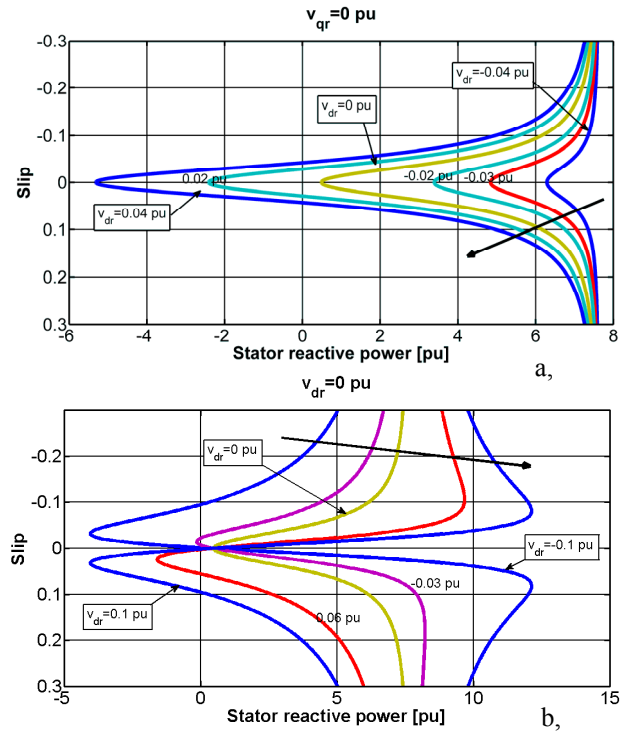 v_qr=0 pu
-0.3
-0.2
-0.1
0
0.1
0.2
0.3
Slip
v_dr=-0.04 pu
v_dr=0 pu
0.02 pu
-0.02 pu
-0.03 pu
v_dr=0.04 pu
-6
-4
-2
0
2
4
6
8
Stator reactive power [pu]
a,
v_dr=0 pu
-0.2
-0.1
0
0.1
0.2
0.3
Slip
v_dr=0 pu
v_dr=-0.1 pu
-0.03 pu
v_dr=0.1 pu
0.06 pu
-5
0
5
10
15
Stator reactive power [pu]
b,